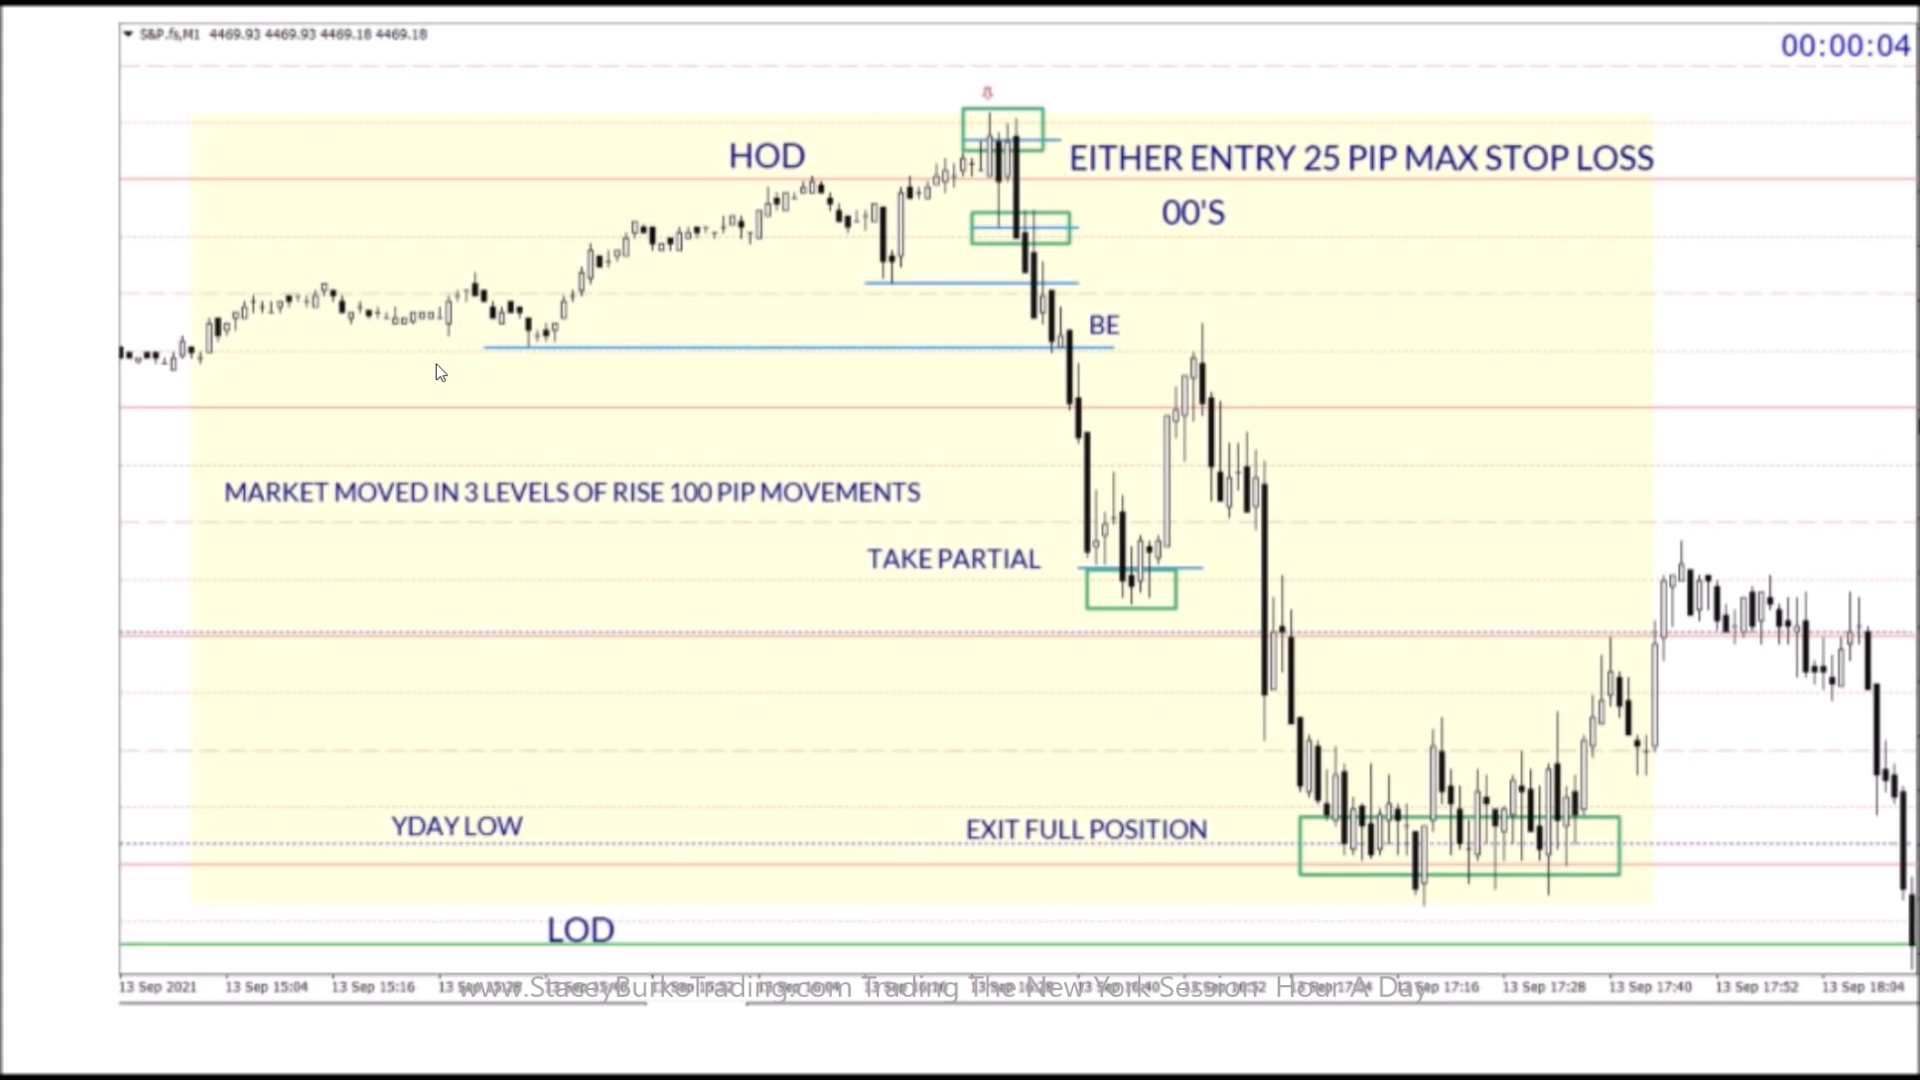 S&P.fs,M1 4469.93 4469.93 4469.18 4469.18
00:00:04
HOD
EITHER ENTRY 25 PIP MAX STOP LOSS
00'S
BE
MARKET MOVED IN 3 LEVELS OF RISE 100 PIP MOVEMENTS
TAKE PARTIAL
YDAY LOW
EXIT FULL POSITION
LOD
13 Sep 2021 13 Sep 15:04 13 Sep 15:16 13 Sep 17:16 13 Sep 17:28 13 Sep 17:40 13 Sep 17:52 13 Sep 18:04
www.StaceyBurkeTrading.com Trading The New York Session Hour A Day